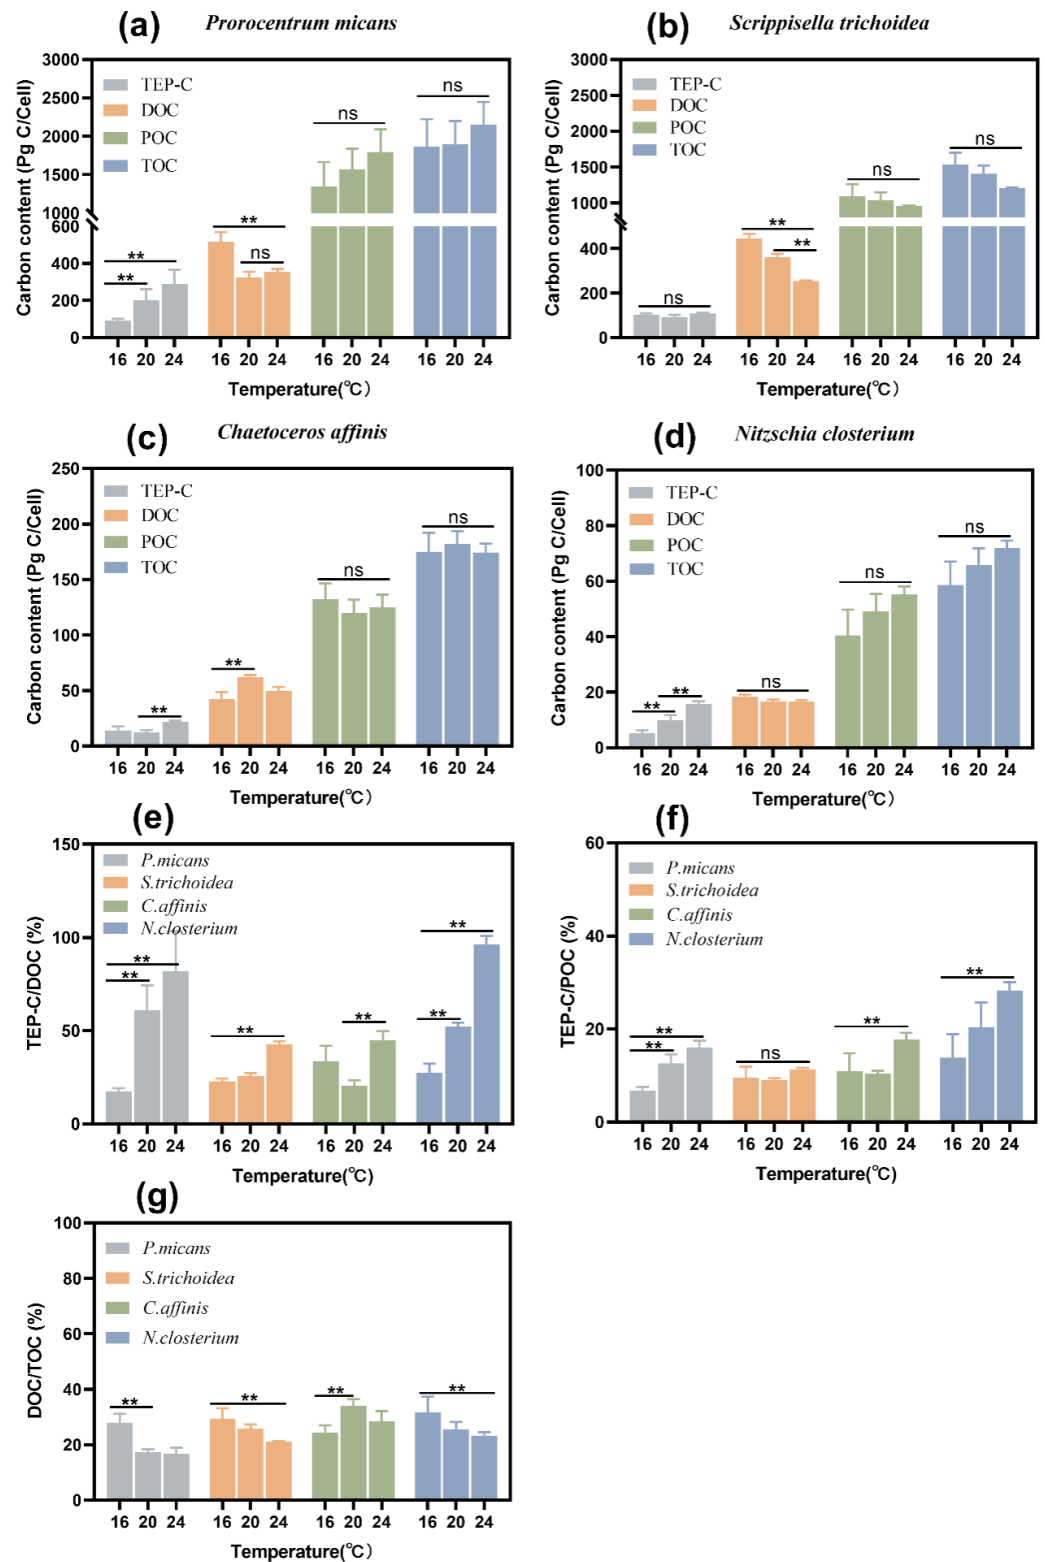 (a) Prorocentrum micans
Carbon content (Pg C/Cell)
3000
2500
2000
1500
1000
600
400
200
0
TEP-C
DOC
POC
TOC
** ** ** ns ns ns
16 20 24 16 20 24 16 20 24 16 20 24
Temperature(℃)
(b) Scrippisella trichoidea
Carbon content (Pg C/Cell)
3000
2500
2000
1500
1000
400
200
0
TEP-C
DOC
POC
TOC
ns ** ** ns ns
16 20 24 16 20 24 16 20 24 16 20 24
Temperature(℃)
(c) Chaetoceros affinis
Carbon content (Pg C/Cell)
250
200
150
100
50
0
TEP-C
DOC
POC
TOC
** ** ns ns
16 20 24 16 20 24 16 20 24 16 20 24
Temperature(℃)
(d) Nitzschia closterium
Carbon content (Pg C/Cell)
100
80
60
40
20
0
TEP-C
DOC
POC
TOC
** ** ns ns ns
16 20 24 16 20 24 16 20 24 16 20 24
Temperature(℃)
(e)
TEP-C/DOC (%)
150
100
50
0
P.micans
S.trichoidea
C.affinis
N.closterium
** ** ** ** ** **
16 20 24 16 20 24 16 20 24 16 20 24
Temperature(℃)
(f)
TEP-C/POC (%)
60
40
20
0
P.micans
S.trichoidea
C.affinis
N.closterium
** ** ns ** **
16 20 24 16 20 24 16 20 24 16 20 24
Temperature(℃)
(g)
DOC/TOC (%)
100
80
60
40
20
0
P.micans
S.trichoidea
C.affinis
N.closterium
** ** ** **
16 20 24 16 20 24 16 20 24 16 20 24
Temperature(℃)